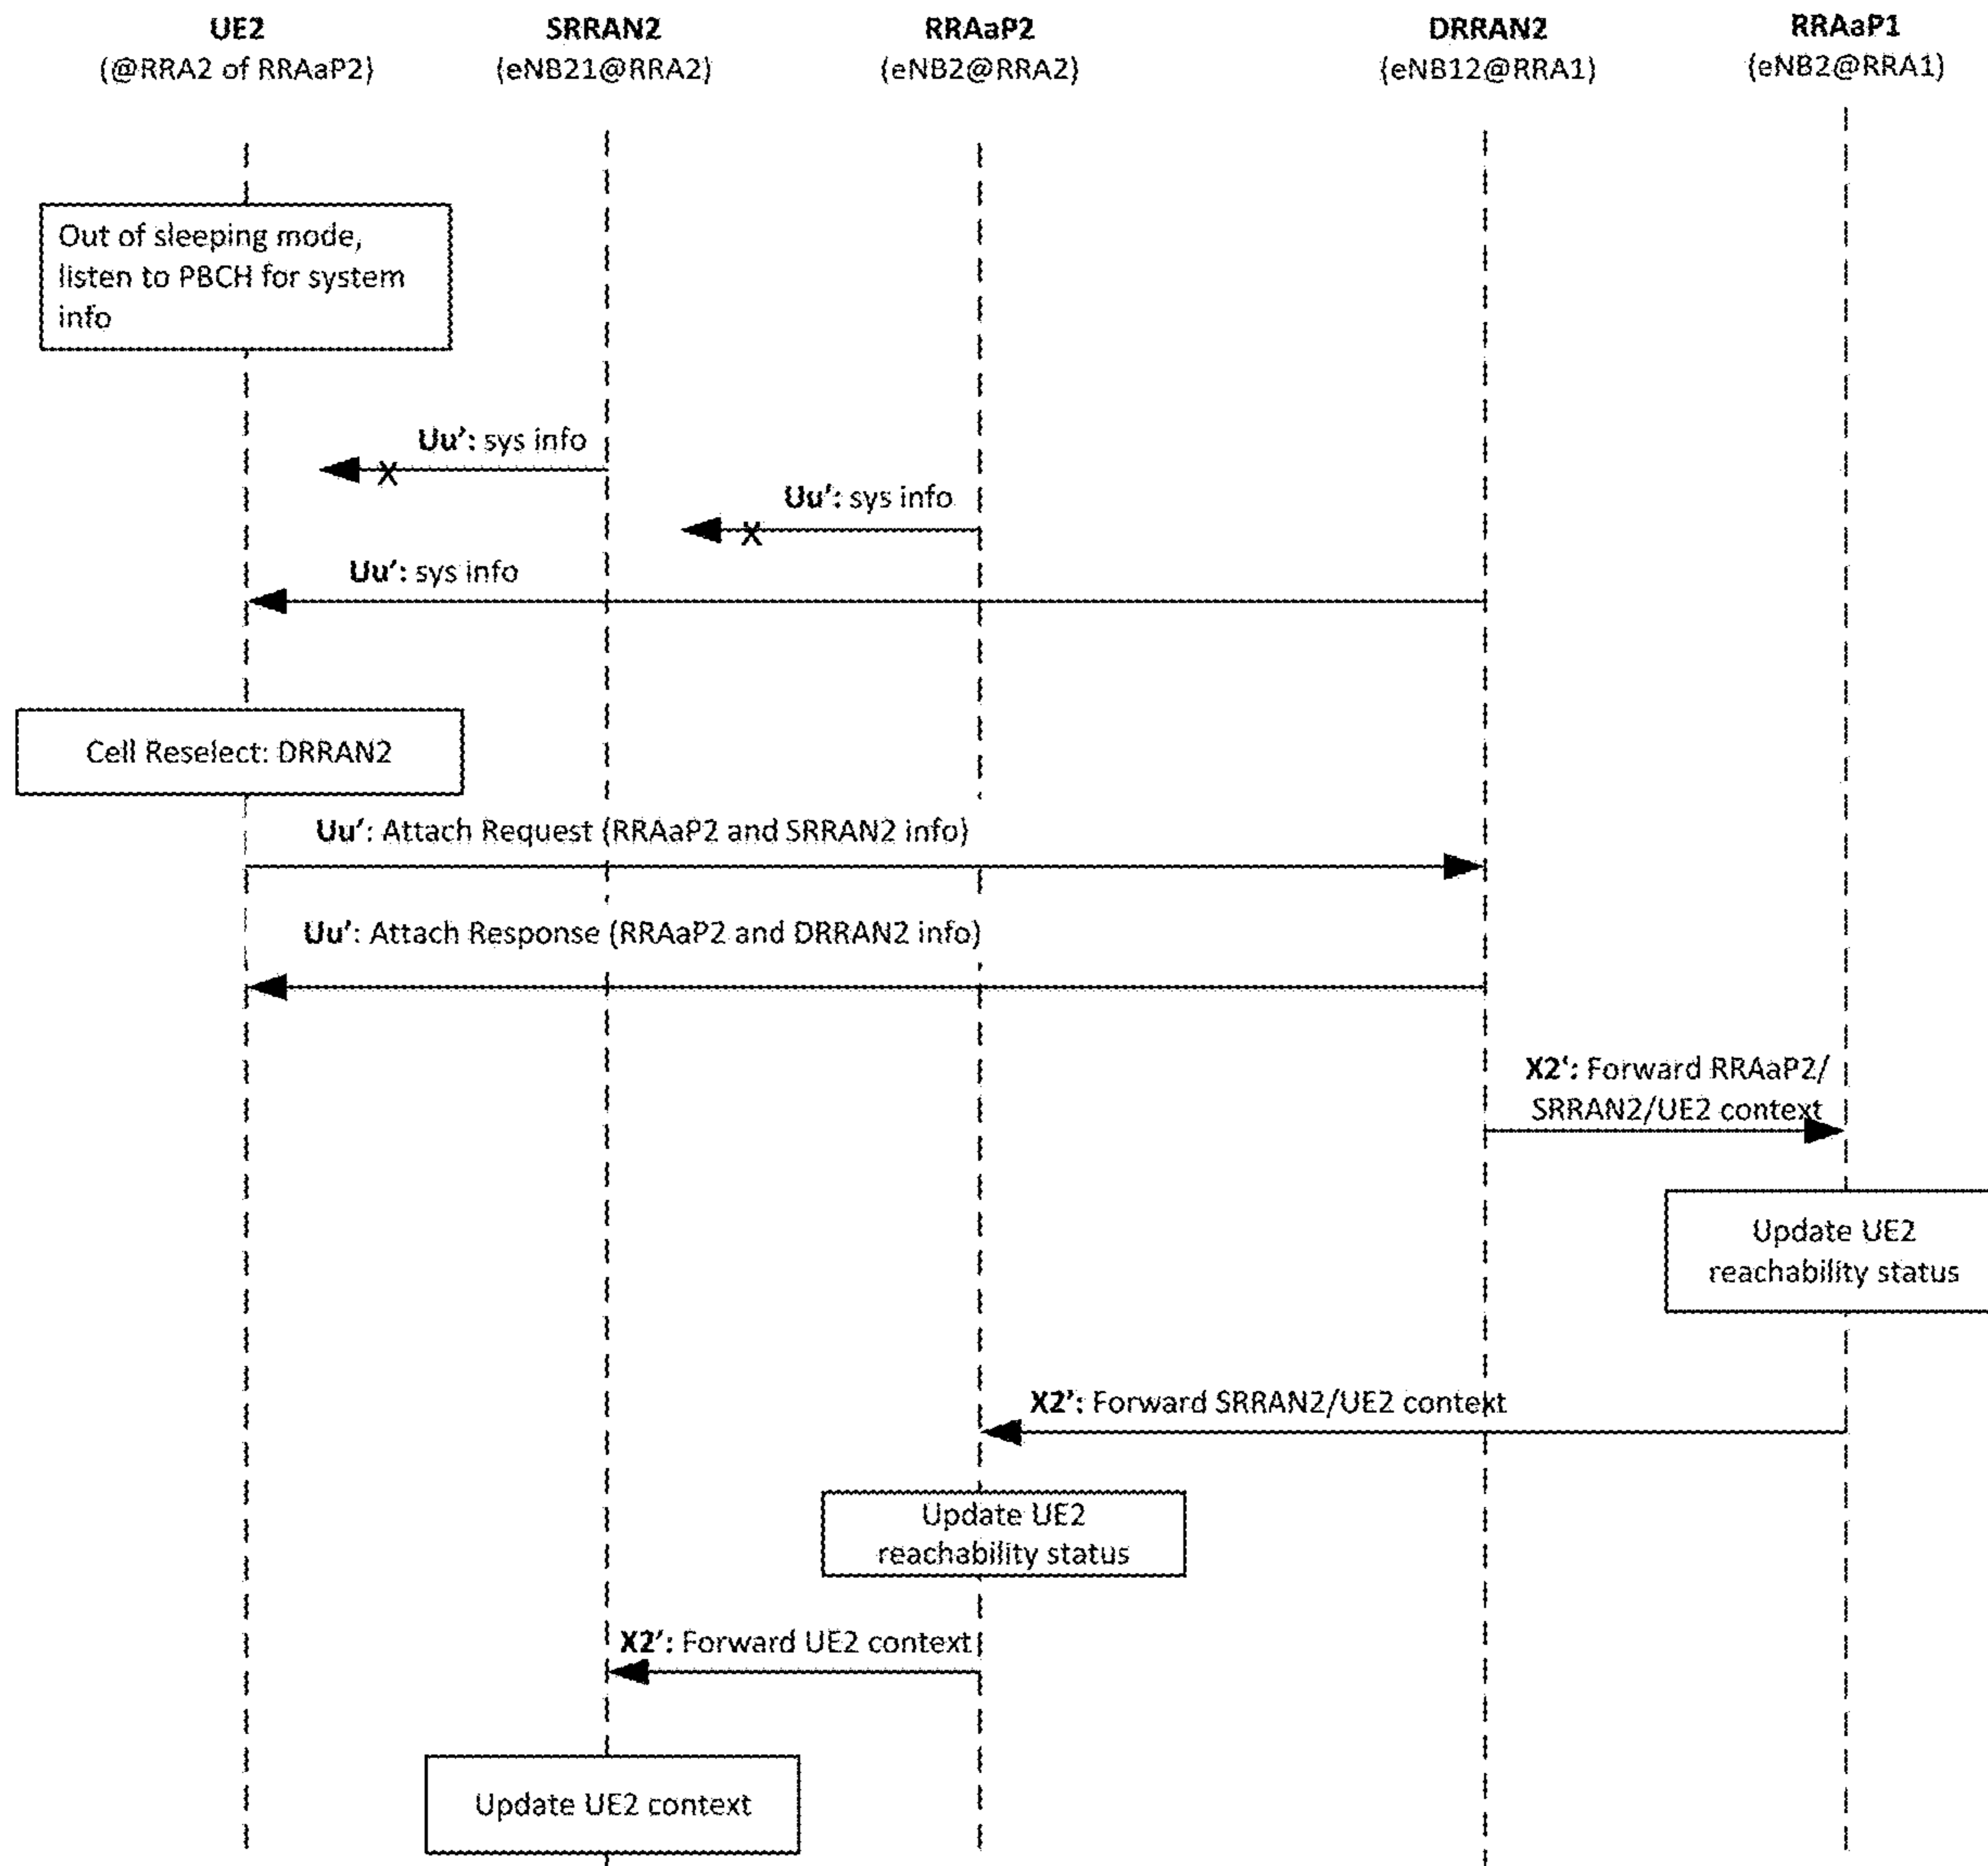 UE2
(@RRA2 of RRAaP2)
SRRAN2
(eNB21@RRA2)
RRAaP2
(eNB2@RRA2)
DRRAN2
(eNB12@RRA1)
RRAaP1
(eNB2@RRA1)
Out of sleeping mode,
listen to PBCH for system
info
Uu': sys info
X
Uu': sys info
X
Uu': sys info
Cell Reselect: DRRAN2
Uu': Attach Request (RRAaP2 and SRRAN2 info)
Uu': Attach Response (RRAaP2 and DRRAN2 info)
X2': Forward RRAaP2/
SRRAN2/UE2 context
Update UE2
reachability status
X2': Forward SRRAN2/UE2 context
Update UE2
reachability status
X2': Forward UE2 context
Update UE2 context